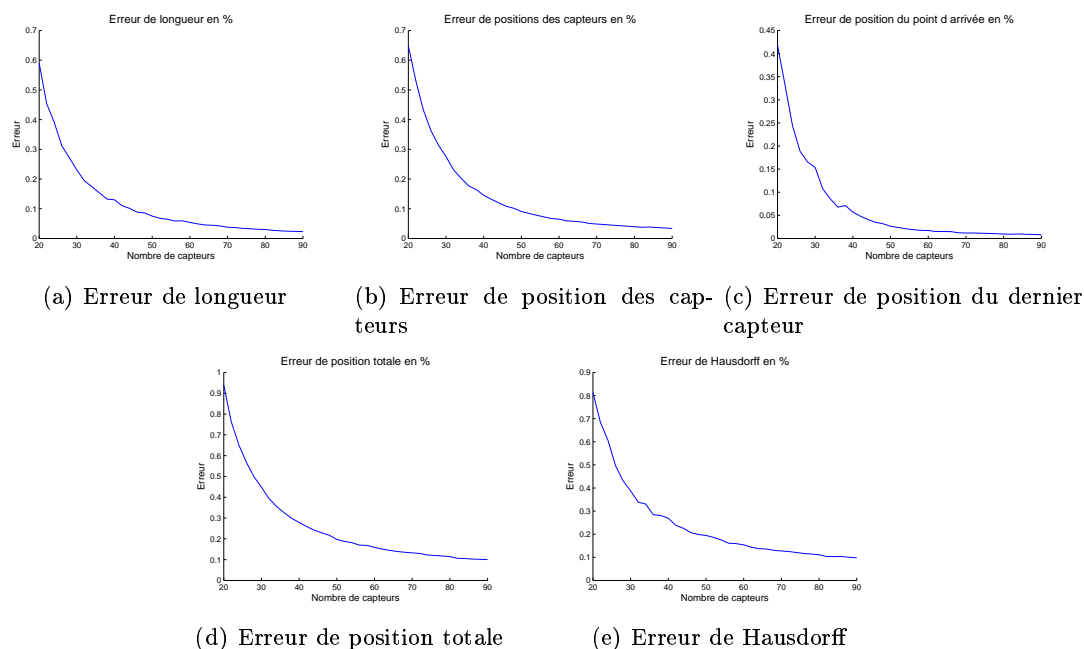 Erreur de longueur en %
0.7
0.6
0.5
0.4
0.3
0.2
0.1
0
Erreur
20 30 40 50 60 70 80 90
Nombre de capteurs
(a) Erreur de longueur
Erreur de positions des capteurs en %
0.7
0.6
0.5
0.4
0.3
0.2
0.1
0
Erreur
20 30 40 50 60 70 80 90
Nombre de capteurs
(b) Erreur de position des cap-
teurs
Erreur de position du point d arrivée en %
0.45
0.4
0.35
0.3
0.25
0.2
0.15
0.1
0.05
0
Erreur
20 30 40 50 60 70 80 90
Nombre de capteurs
(c) Erreur de position du dernier
capteur
Erreur de position totale en %
1
0.9
0.8
0.7
0.6
0.5
0.4
0.3
0.2
0.1
0
Erreur
20 30 40 50 60 70 80 90
Nombre de capteurs
(d) Erreur de position totale
Erreur de Hausdorff en %
0.9
0.8
0.7
0.6
0.5
0.4
0.3
0.2
0.1
0
Erreur
20 30 40 50 60 70 80 90
Nombre de capteurs
(e) Erreur de Hausdorff